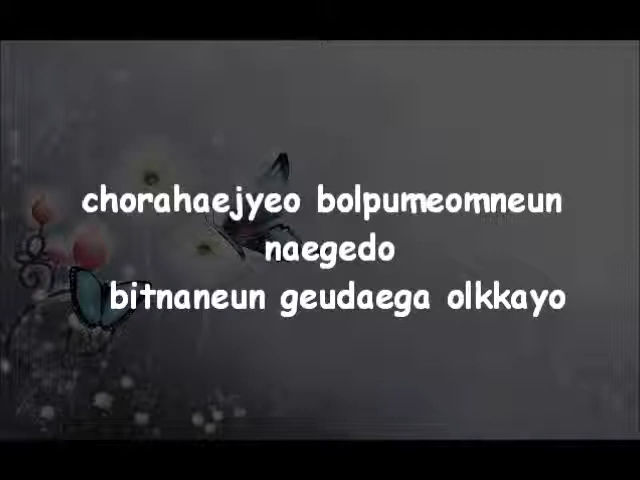 chorahaejyeo bolpumeomneun
naegedo
bitnaneun geudaega olkkayo